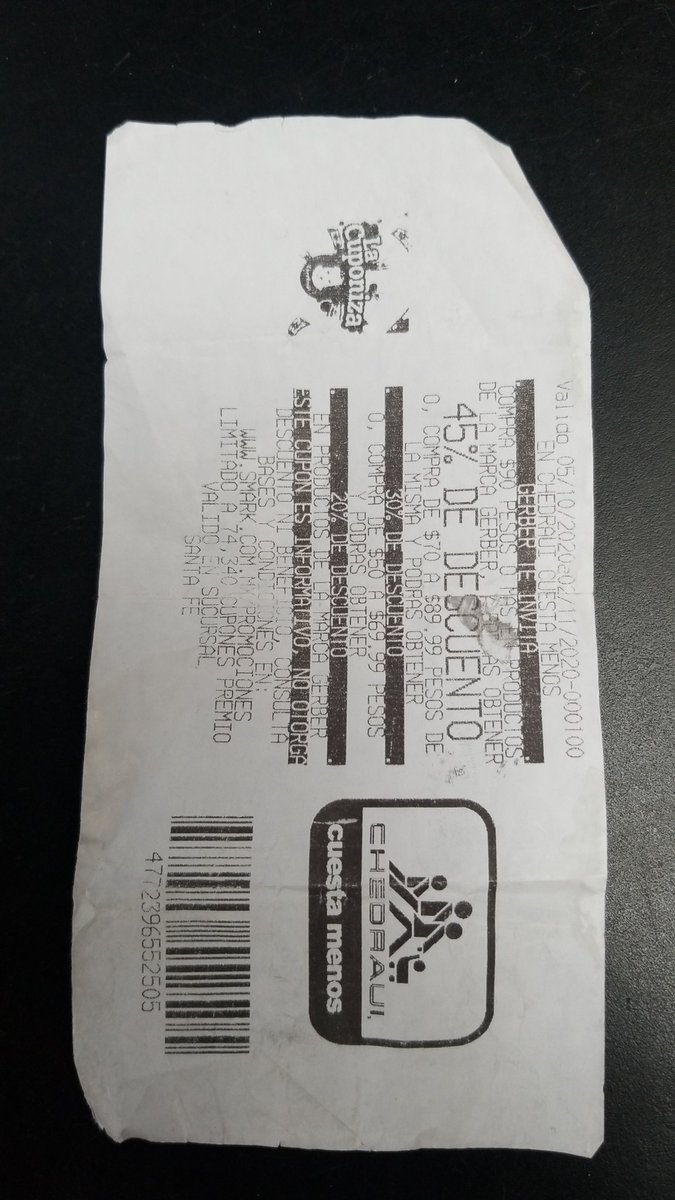 La
Cuponiza
Valido 05/10/2020a02/11/2020-000100
EN CHEDRAUI CUESTA MENOS
GERBER TE INVITA
COMPRA $90 PESOS O MAS PRODUCTOS
DE LA MARCA GERBER OBTENER
45% DE DESCUENTO
O, COMPRA DE $70 A $89.99 PESOS DE
LA MISMA Y PODRAS OBTENER
30% DE DESCUENTO
O, COMPRA DE $50 A $69.99 PESOS
Y PODRAS OBTENER
20% DE DESCUENTO
EN PRODUCTOS DE LA MARCA GERBER
ESTE CUPON ES INFORMATIVO, NO OTORGA
DESCUENTO NI BENEFICIO CONSULTA
BASES Y CONDICIONES EN:
WWW.SMARK.COM.MX/PROMOCIONES
LIMITADO A 74,340 CUPONES PREMIO
VALIDO EN SUCURSAL
SANTA FE
CHEDRAUI
cuesta menos
4772396552505